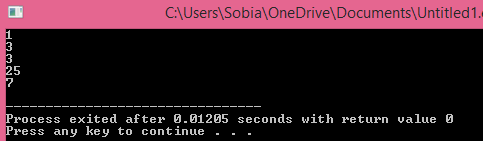 C:\Users\Sobia\OneDrive\Documents\Untitled1.
1
3
3
25
7
--------------------------------
Process exited after 0.01205 seconds with return value 0
Press any key to continue . . .